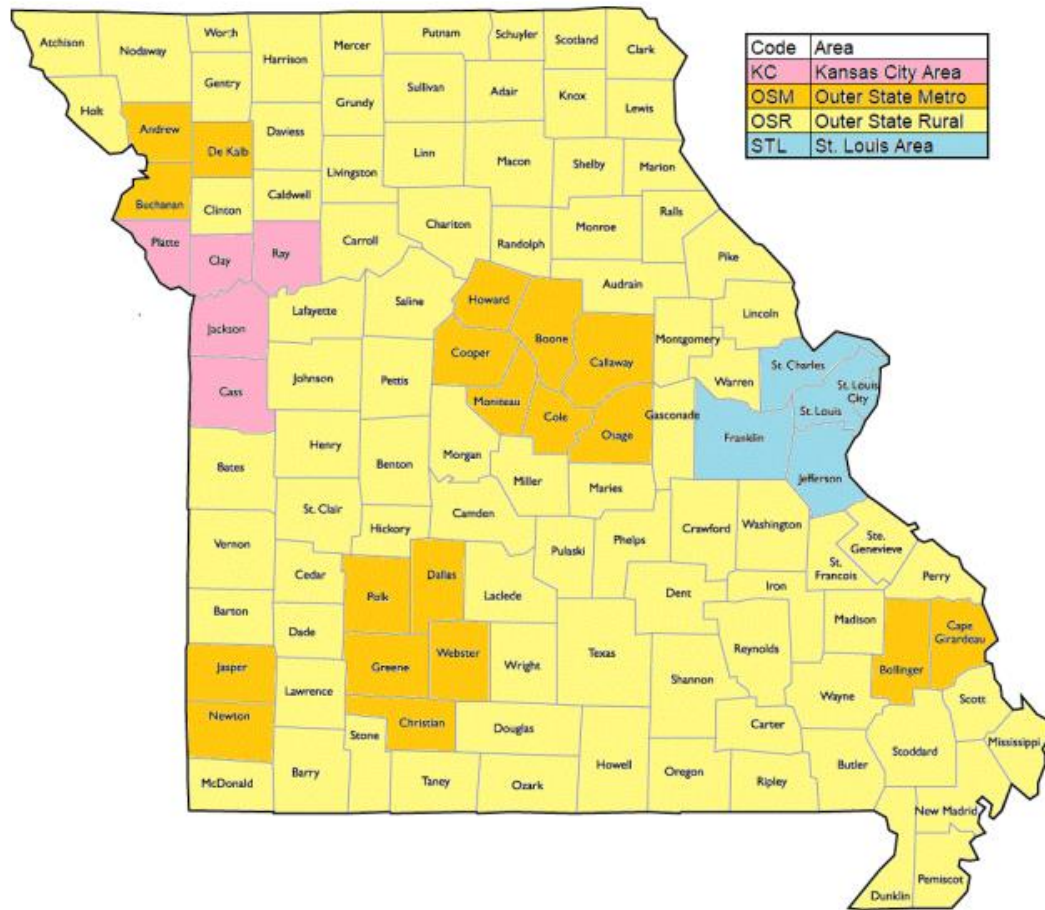 Code Area
KC Kansas City Area
OSM Outer State Metro
OSR Outer State Rural
STL St. Louis Area
Atchison
Nodaway
Worth
Harrison
Mercer
Putnam
Schuyler
Scotland
Clark
Gentry
Sullivan
Adair
Knox
Lewis
Holt
Grundy
Andrew
De Kalb
Daviess
Linn
Macon
Shelby
Marion
Livingston
Buchanan
Clinton
Caldwell
Chariton
Ralls
Monroe
Randolph
Carroll
Platte
Clay
Ray
Pike
Audrain
Saline
Howard
Lafayette
Lincoln
Jackson
Boone
Montgomery
Cooper
Callaway
St. Charles
Johnson
Pettis
Warren
St. Louis
City
Cass
Moniteau
Cole
Gasconade
St. Louis
Osage
Franklin
Henry
Morgan
Bates
Benton
Miller
Maries
Jefferson
St. Clair
Camden
Hickory
Crawford
Washington
Phelps
Pulaski
Ste.
Genevieve
Vernon
St.
Francois
Cedar
Dallas
Perry
Polk
Laclede
Iron
Dent
Barton
Madison
Cape
Girardeau
Dade
Webster
Reynolds
Jasper
Greene
Wright
Texas
Bollinger
Shannon
Lawrence
Wayne
Scott
Newton
Christian
Douglas
Carter
Stone
Stoddard
Mississippi
Butler
McDonald
Barry
Taney
Ozark
Howell
Oregon
Ripley
New Madrid
Pemiscot
Dunklin